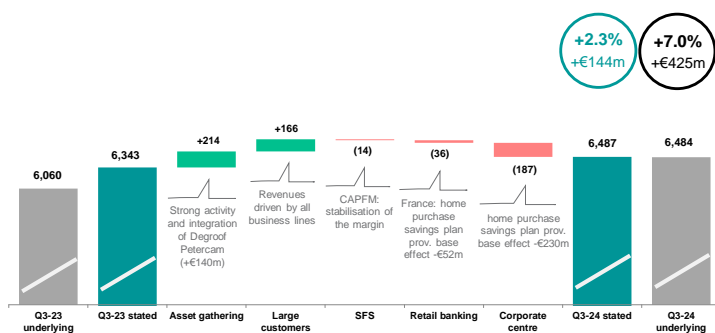 +2.3%
+€144m
+7.0%
+€425m
6,060
6,343
+214
+166
(14)
(36)
(187)
6,487
6,484
Strong activity
and integration
of Degroof
Petercam
(+€140m)
Revenues
driven by all
business lines
CAPFM:
stabilisation of
the margin
France: home
purchase
savings plan
prov. base
effect -€52m
home purchase
savings plan prov.
base effect -€230m
Q3-23
underlying
Q3-23 stated
Asset gathering
Large
customers
SFS
Retail banking
Corporate
centre
Q3-24 stated
Q3-24
underlying